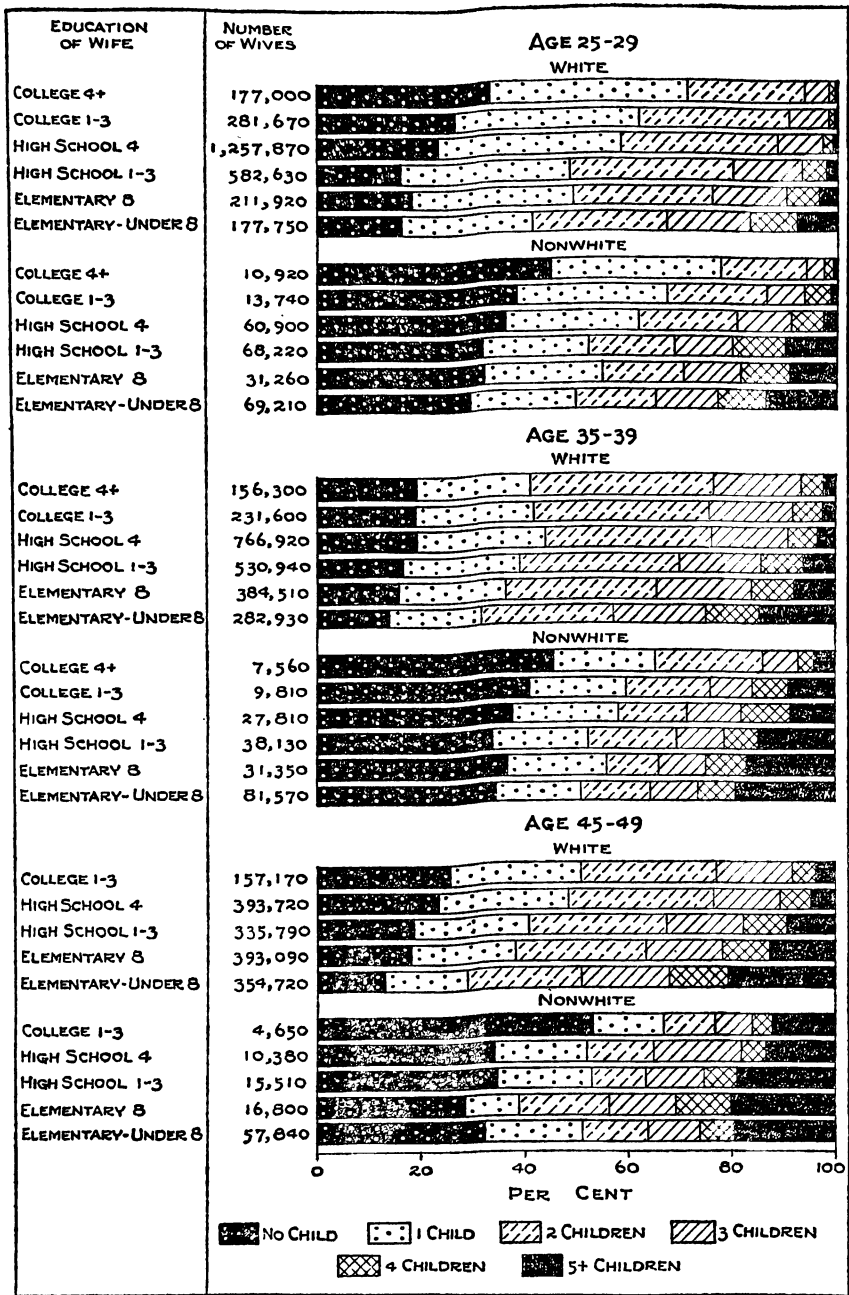 EDUCATION OF WIFE NUMBER OF WIVES
AGE 25-29
WHITE
COLLEGE 4+ 177,000
COLLEGE 1-3 281,670
HIGH SCHOOL 4 1,257,870
HIGH SCHOOL 1-3 582,630
ELEMENTARY 8 211,920
ELEMENTARY-UNDER 8 177,750
NONWHITE
COLLEGE 4+ 10,920
COLLEGE 1-3 13,740
HIGH SCHOOL 4 60,900
HIGH SCHOOL 1-3 68,220
ELEMENTARY 8 31,260
ELEMENTARY-UNDER 8 69,210
AGE 35-39
WHITE
COLLEGE 4+ 156,300
COLLEGE 1-3 231,600
HIGH SCHOOL 4 766,920
HIGH SCHOOL 1-3 530,940
ELEMENTARY 8 384,510
ELEMENTARY-UNDER 8 282,930
NONWHITE
COLLEGE 4+ 7,560
COLLEGE 1-3 9,810
HIGH SCHOOL 4 27,810
HIGH SCHOOL 1-3 38,130
ELEMENTARY 8 31,350
ELEMENTARY-UNDER 8 81,570
AGE 45-49
WHITE
COLLEGE 1-3 157,170
HIGH SCHOOL 4 393,720
HIGH SCHOOL 1-3 335,790
ELEMENTARY 8 393,090
ELEMENTARY-UNDER 8 354,720
NONWHITE
COLLEGE 1-3 4,650
HIGH SCHOOL 4 10,380
HIGH SCHOOL 1-3 15,510
ELEMENTARY 8 16,800
ELEMENTARY-UNDER 8 57,840
0 20 40 60 80 100
PER CENT
NO CHILD 1 CHILD 2 CHILDREN 3 CHILDREN
4 CHILDREN 5+ CHILDREN